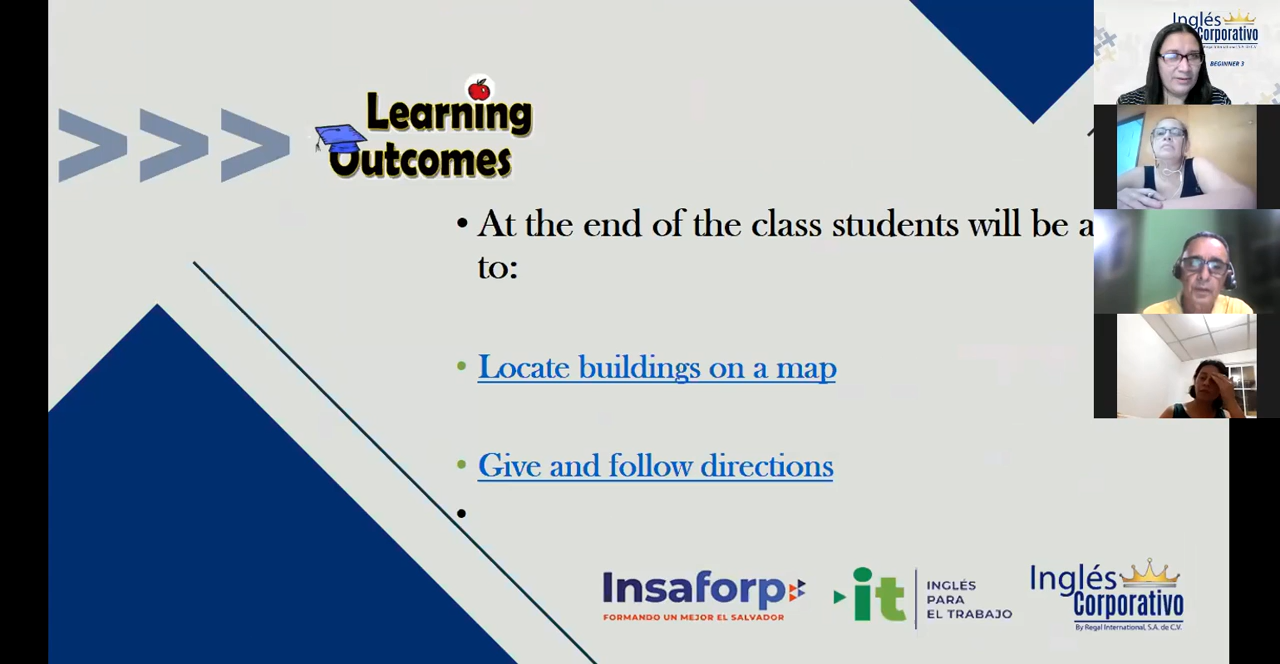 Learning
Outcomes
• At the end of the class students will be a
to:
• Locate buildings on a map
• Give and follow directions
•
Insaforp
FORMANDO UN MEJOR EL SALVADOR
it
INGLÉS
PARA
EL TRABAJO
Inglés
Corporativo
By Regal International, S.A. de C.V.
Inglés
Corporativo
BEGINNER 3